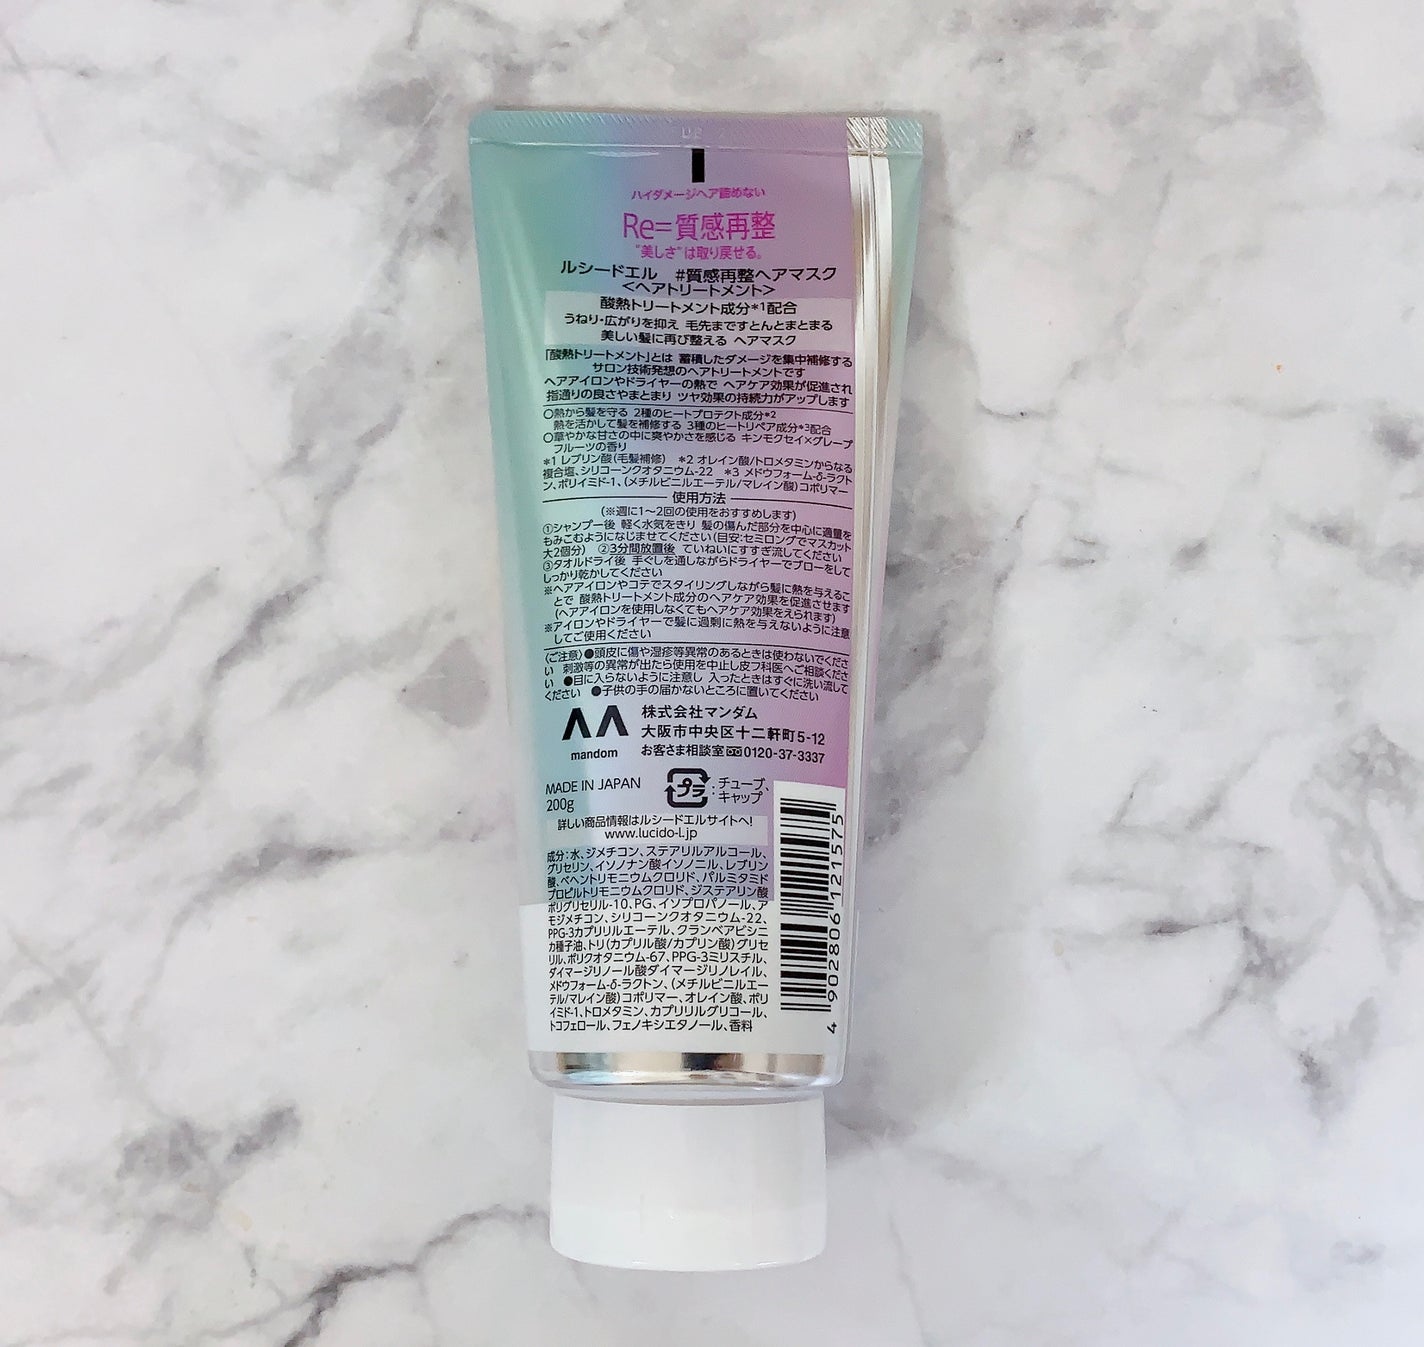 ハイダメージヘア諦めない
Re=質感再整
"美しさ"は取り戻せる。
ルシードエル #質感再整ヘアマスク
<ヘアトリートメント>
酸熱トリートメント成分*1配合
うねり・広がりを抑え 毛先まですとんとまとまる
美しい髪に再び整える ヘアマスク
「酸熱トリートメント」とは 蓄積したダメージを集中補修する
サロン技術発想のヘアトリートメントです
ヘアアイロンやドライヤーの熱で ヘアケア効果が促進され
指通りの良さやまとまり ツヤ効果の持続力がアップします
○熱から髪を守る 2種のヒートプロテクト成分*2
熱を活かして髪を補修する 3種のヒートリペア成分*3配合
○華やかな甘さの中に爽やかさを感じる キンモクセイ×グレープ
フルーツの香り
*1 レブリン酸(毛髪補修) *2 オレイン酸/トロメタミンからなる
複合塩、シリコーンクオタニウム-22 *3 メドウフォーム-δ-ラクト
ン、ポリイミド-1、(メチルビニルエーテル/マレイン酸)コポリマー
使用方法
(※週に1〜2回の使用をおすすめします)
①シャンプー後 軽く水気をきり 髪の傷んだ部分を中心に適量を
もみこむようになじませてください(目安:セミロングでマスカット
大2個分) ②3分間放置後 ていねいにすすぎ流してください
③タオルドライ後 手ぐしを通しながらドライヤーでブローをして
しっかり乾かしてください
※ヘアアイロンやコテでスタイリングしながら髪に熱を与えるこ
とで 酸熱トリートメント成分のヘアケア効果を促進させます
(ヘアアイロンを使用しなくてもヘアケア効果をえられます)
※アイロンやドライヤーで髪に過剰に熱を与えないように注意
してご使用ください
〈ご注意〉●頭皮に傷や湿疹等異常のあるときは使わないでくださ
い 刺激等の異常が出たら使用を中止し皮フ科医へご相談くださ
い ●目に入らないように注意し 入ったときはすぐに洗い流して
ください ●子供の手の届かないところに置いてください
mandom
株式会社マンダム
大阪市中央区十二軒町5-12
お客さま相談室 0120-37-3337
MADE IN JAPAN
200g
プラ
:チューブ、
キャップ
詳しい商品情報はルシードエルサイトへ!
www.lucido-l.jp
成分:水、ジメチコン、ステアリルアルコール、
グリセリン、イソノナン酸イソノニル、レブリン
酸、ベヘントリモニウムクロリド、パルミタミド
プロピルトリモニウムクロリド、ジステアリン酸
ポリグリセリル-10、PG、イソプロパノール、ア
モジメチコン、シリコーンクオタニウム-22、
PPG-3カプリリルエーテル、クランベアビシニ
カ種子油、トリ(カプリル酸/カプリン酸)グリセ
リル、ポリクオタニウム-67、PPG-3ミリスチル、
ダイマージリノール酸ダイマージリノレイル、
メドウフォーム-δ-ラクトン、(メチルビニルエー
テル/マレイン酸)コポリマー、オレイン酸、ポリ
イミド-1、トロメタミン、カプリリルグリコール、
トコフェロール、フェノキシエタノール、香料
4 902806 121575